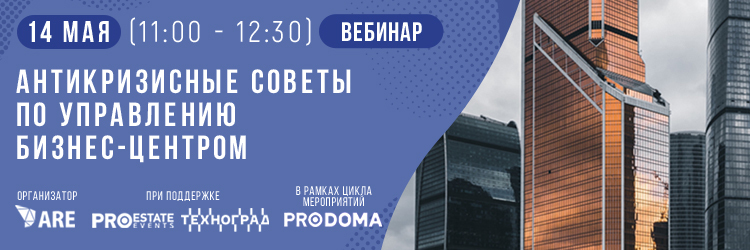 14 МАЯ (11:00 - 12:30) ВЕБИНАР
АНТИКРИЗИСНЫЕ СОВЕТЫ
ПО УПРАВЛЕНИЮ
БИЗНЕС-ЦЕНТРОМ
ОРГАНИЗАТОР
ARE
ПРИ ПОДДЕРЖКЕ
PROESTATE
EVENTS
ТЕХНОГРАД
В РАМКАХ ЦИКЛА
МЕРОПРИЯТИЙ
PRODOMA